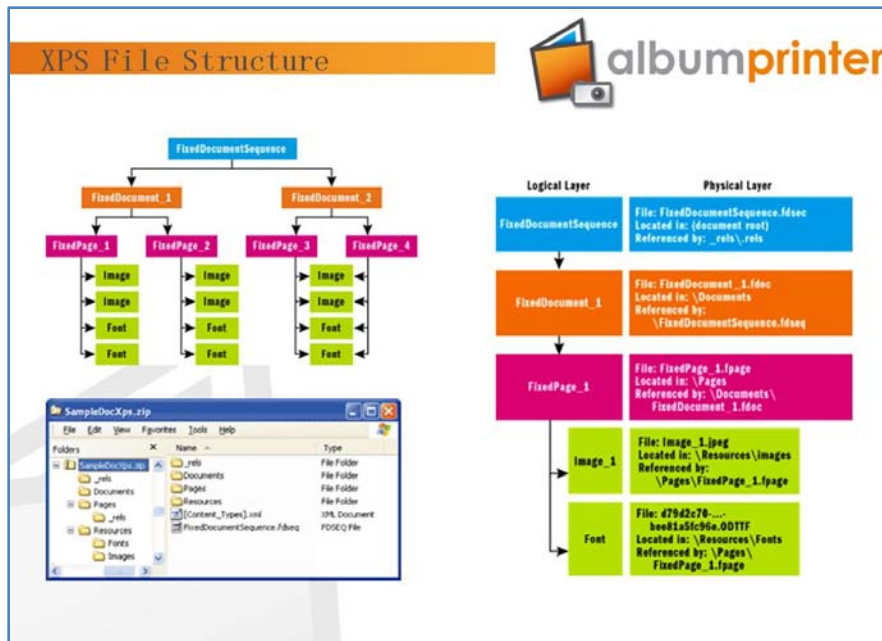 XPS File Structure
albumprinter
FixedDocumentSequence
FixedDocument_1
FixedDocument_2
FixedPage_1
FixedPage_2
FixedPage_3
FixedPage_4
Image
Image
Image
Image
Image
Image
Font
Font
Font
Font
Font
Font
Logical Layer
Physical Layer
FixedDocumentSequence
File: FixedDocumentSequence.fdsec
Located in: (document root)
Referenced by: _rels\.rels
FixedDocument_1
File: FixedDocument_1.fdoc
Located in: \Documents
Referenced by:
\FixedDocumentSequence.fdseq
FixedPage_1
File: FixedPage_1.fpage
Located in: \Pages
Referenced by: \Documents\
FixedDocument_1.fdoc
Image_1
File: Image_1.jpeg
Located in: \Resources\images
Referenced by:
\Pages\FixedPage_1.fpage
Font
File: d79d2c70-...-
bee81a5fc96e.ODTTF
Located in: \Resources\Fonts
Referenced by: \Pages\
FixedPage_1.fpage
SampleDocXps.zip
File Edit View Favorites Tools Help
Folders
SampleDocXps.zip
_rels
Documents
Pages
_rels
Resources
Fonts
Images
Name Type
_rels File Folder
Documents File Folder
Pages File Folder
Resources File Folder
[Content_Types].xml XML Document
FixedDocumentSequence.fdseq FDSEQ File